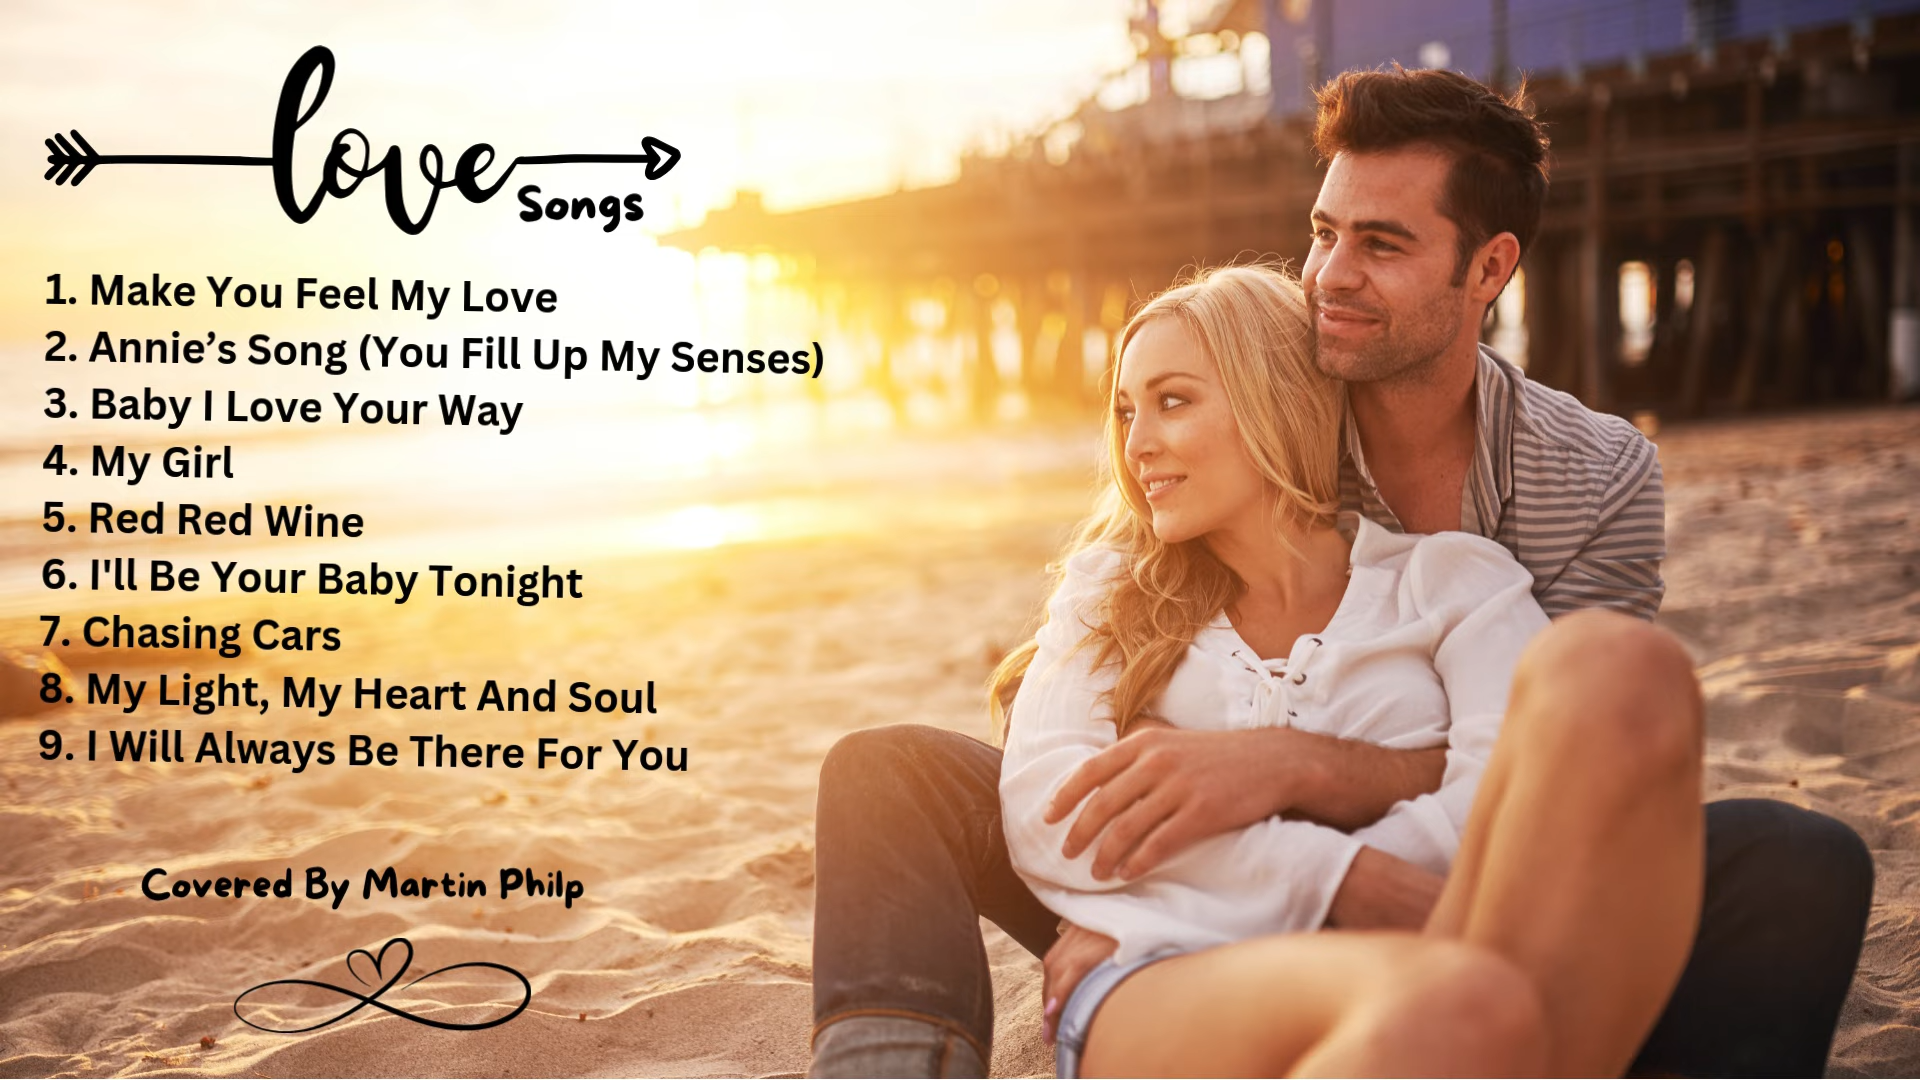 love
Songs
1. Make You Feel My Love
2. Annie’s Song (You Fill Up My Senses)
3. Baby I Love Your Way
4. My Girl
5. Red Red Wine
6. I'll Be Your Baby Tonight
7. Chasing Cars
8. My Light, My Heart And Soul
9. I Will Always Be There For You
Covered By Martin Philp